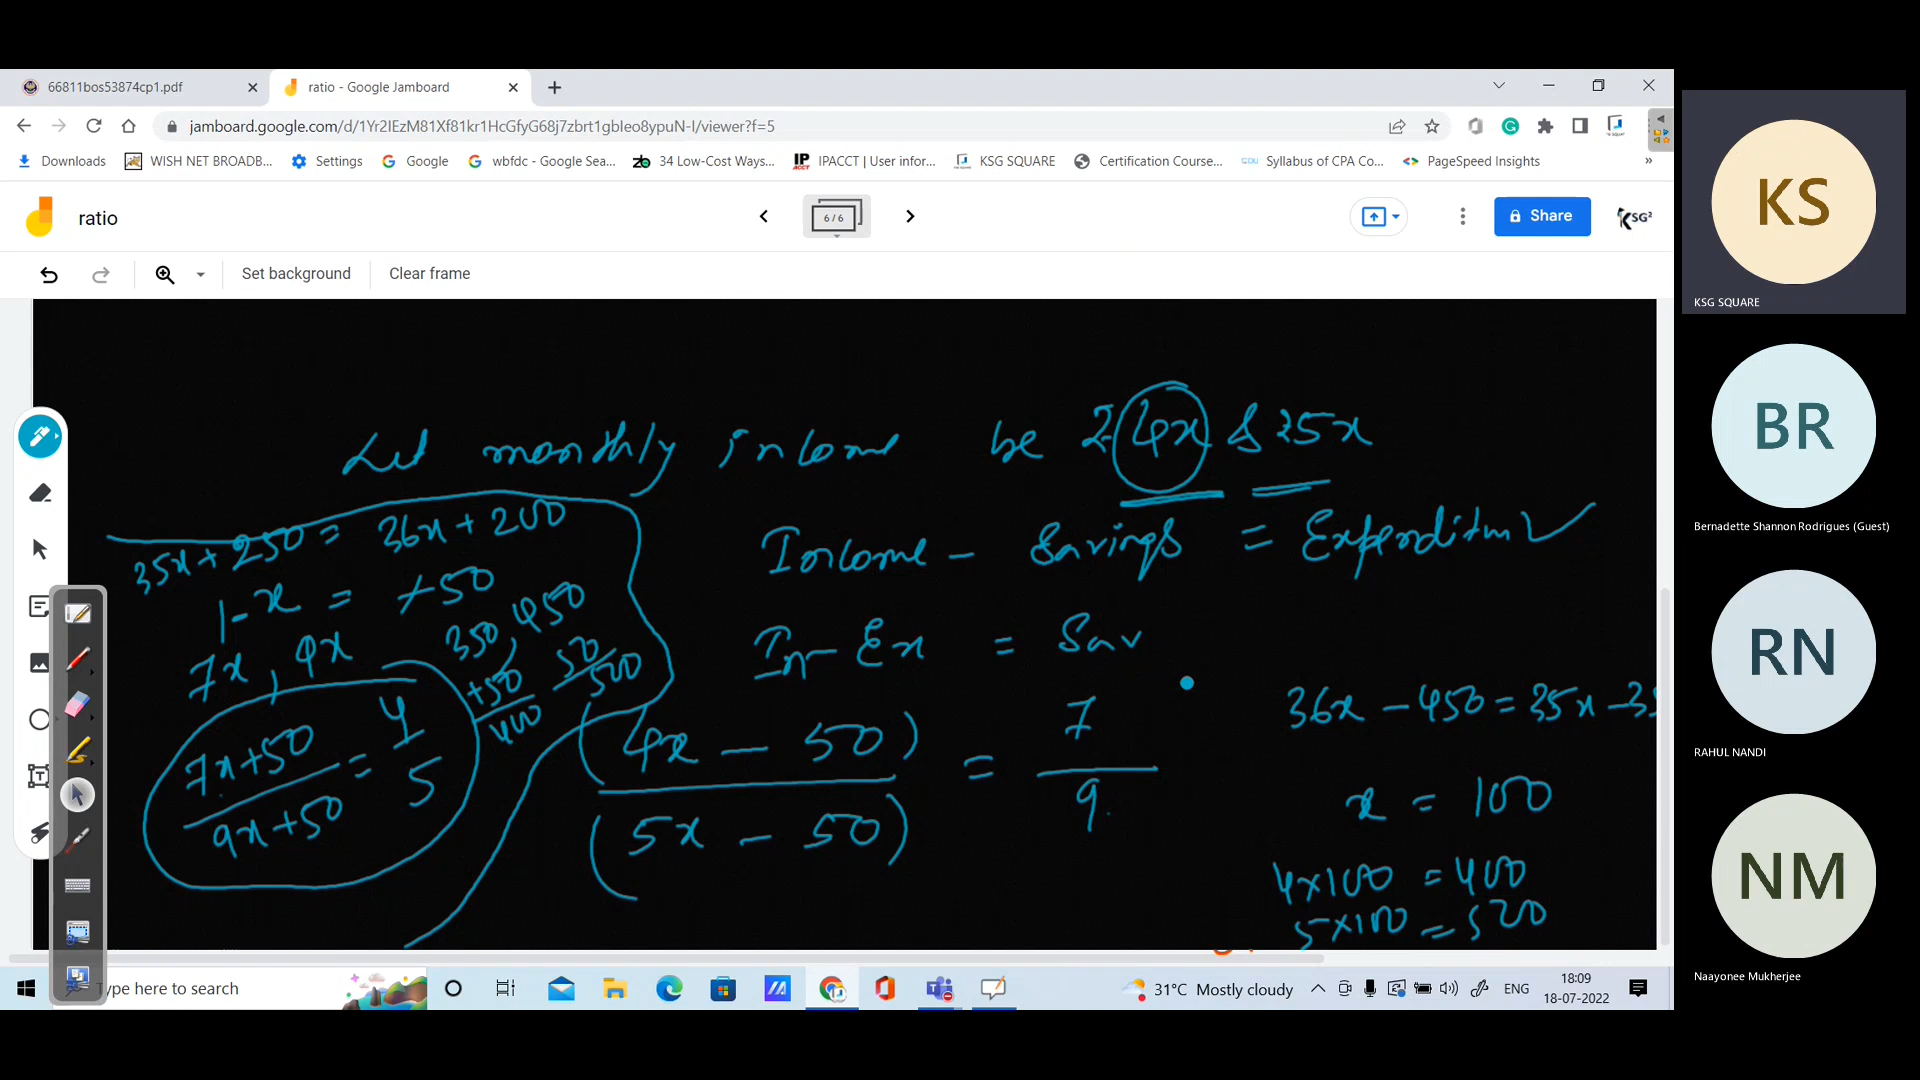 66811bos53874cp1.pdf
ratio - Google Jamboard
jamboard.google.com/d/1Yr2IEzM81Xf81kr1HcGfyG68j7zbrt1gbIeo8ypuN-I/viewer?f=5
Downloads WISH NET BROADB... Settings Google wbfdc - Google Sea... 34 Low-Cost Ways... IPACCT | User infor... KSG SQUARE Certification Course... Syllabus of CPA Co... PageSpeed Insights »
ratio
6 / 6
Share
KSG²
Set background Clear frame
Let monthly income be ₹ 4x & ₹ 5x
35x + 250 = 36x + 200
Income - Savings = Expenditure
1-x = +50
7x, 9x
350, 450
+50 50
400 500
In - Ex = Sav
7x+50 = 4
9x+50 5
(4x - 50) = 7
(5x - 50) 9
36x - 450 = 35x - 35
x = 100
4x100 = 400
5x100 = 500
KS
KSG SQUARE
BR
Bernadette Shannon Rodrigues (Guest)
RN
RAHUL NANDI
NM
Naayonee Mukherjee
Type here to search
31°C Mostly cloudy
ENG
18:09
18-07-2022